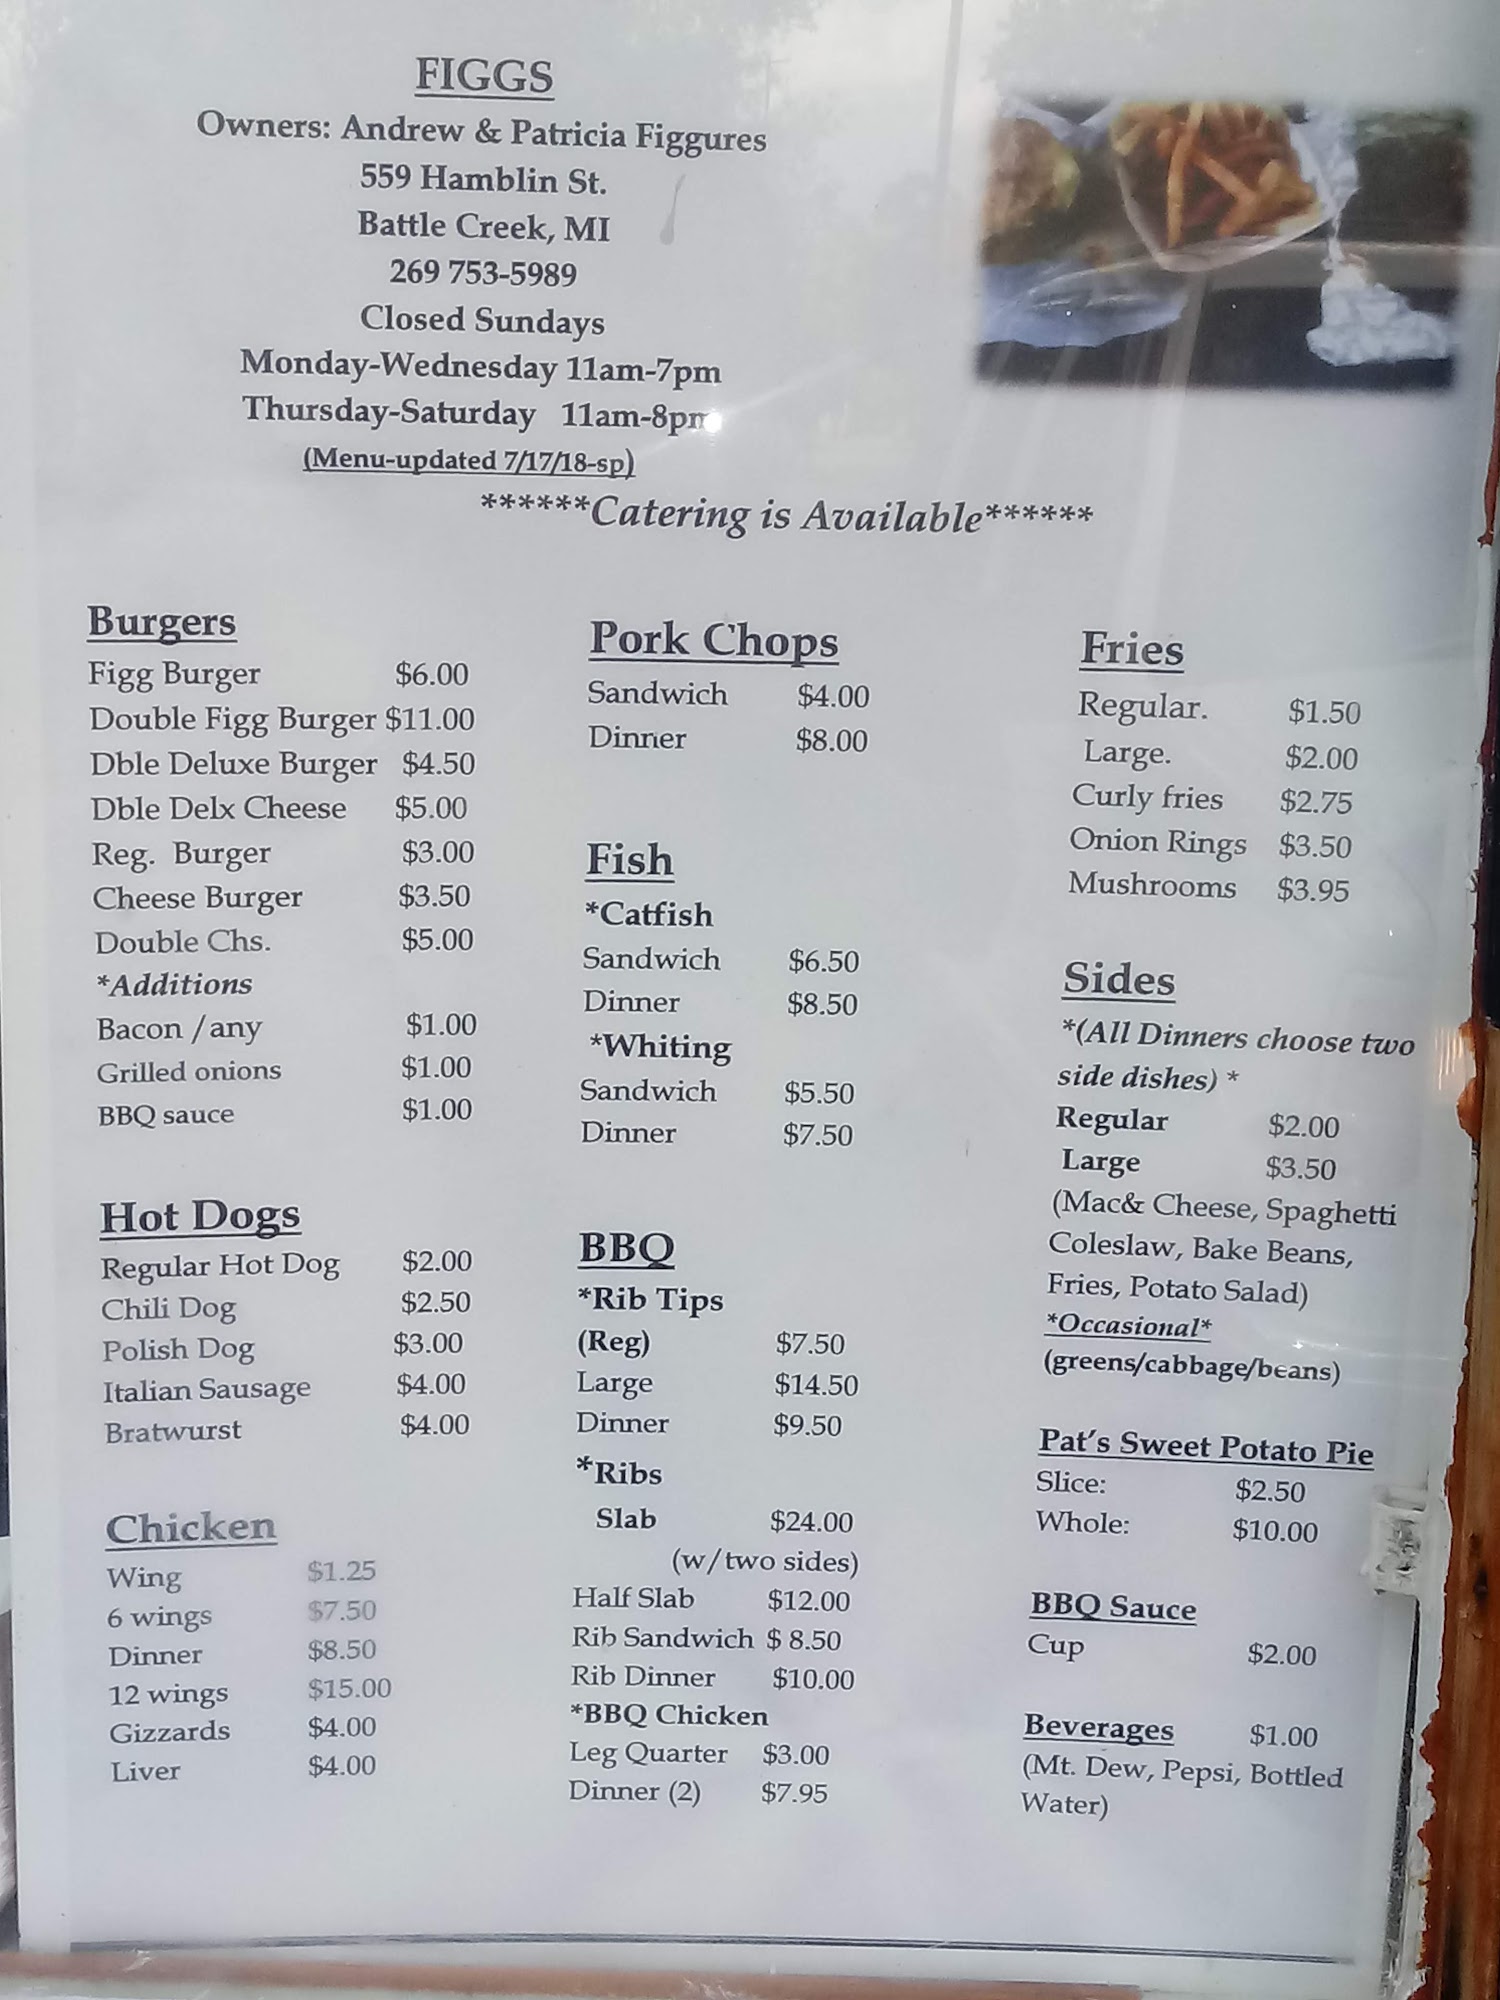 FIGGS
Owners: Andrew & Patricia Figgures
559 Hamblin St.
Battle Creek, MI
269 753-5989
Closed Sundays
Monday-Wednesday 11am-7pm
Thursday-Saturday 11am-8pm
(Menu-updated 7/17/18-sp)
******Catering is Available******
Burgers
Figg Burger $6.00
Double Figg Burger $11.00
Dble Deluxe Burger $4.50
Dble Delx Cheese $5.00
Reg. Burger $3.00
Cheese Burger $3.50
Double Chs. $5.00
*Additions
Bacon /any $1.00
Grilled onions $1.00
BBQ sauce $1.00
Hot Dogs
Regular Hot Dog $2.00
Chili Dog $2.50
Polish Dog $3.00
Italian Sausage $4.00
Bratwurst $4.00
Chicken
Wing $1.25
6 wings $7.50
Dinner $8.50
12 wings $15.00
Gizzards $4.00
Liver $4.00
Pork Chops
Sandwich $4.00
Dinner $8.00
Fish
*Catfish
Sandwich $6.50
Dinner $8.50
*Whiting
Sandwich $5.50
Dinner $7.50
BBQ
*Rib Tips
(Reg) $7.50
Large $14.50
Dinner $9.50
*Ribs
Slab $24.00
(w/two sides)
Half Slab $12.00
Rib Sandwich $ 8.50
Rib Dinner $10.00
*BBQ Chicken
Leg Quarter $3.00
Dinner (2) $7.95
Fries
Regular. $1.50
Large. $2.00
Curly fries $2.75
Onion Rings $3.50
Mushrooms $3.95
Sides
*(All Dinners choose two
side dishes) *
Regular $2.00
Large $3.50
(Mac& Cheese, Spaghetti
Coleslaw, Bake Beans,
Fries, Potato Salad)
*Occasional*
(greens/cabbage/beans)
Pat's Sweet Potato Pie
Slice: $2.50
Whole: $10.00
BBQ Sauce
Cup $2.00
Beverages $1.00
(Mt. Dew, Pepsi, Bottled
Water)